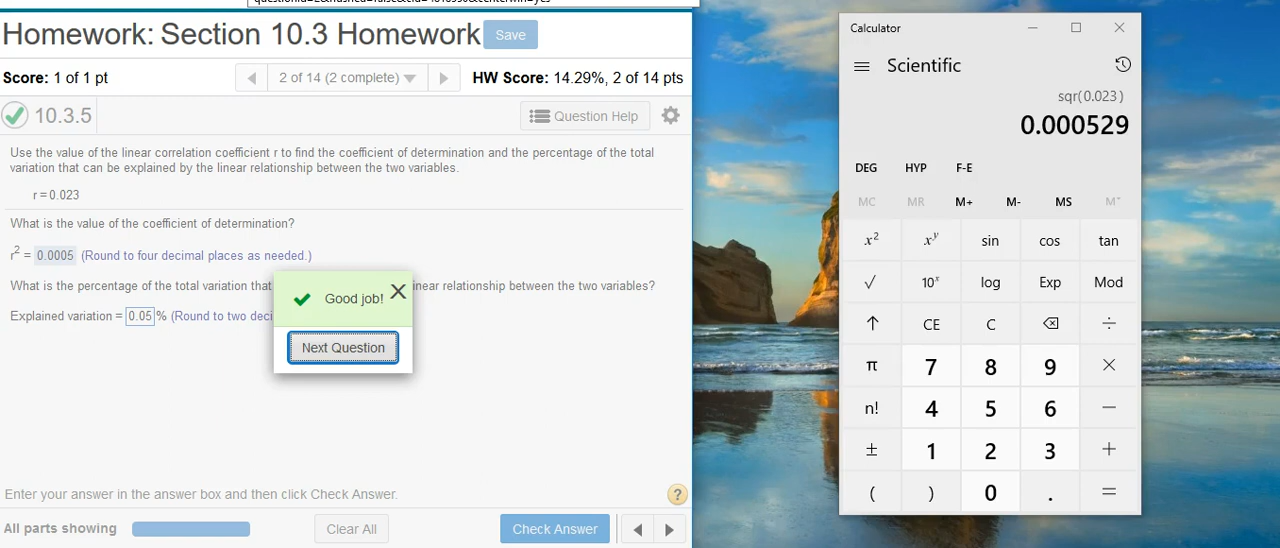 Homework: Section 10.3 Homework Save
Score: 1 of 1 pt
2 of 14 (2 complete)
HW Score: 14.29%, 2 of 14 pts
10.3.5
Question Help
Use the value of the linear correlation coefficient r to find the coefficient of determination and the percentage of the total
variation that can be explained by the linear relationship between the two variables.
r = 0.023
What is the value of the coefficient of determination?
r² = 0.0005 (Round to four decimal places as needed.)
What is the percentage of the total variation that
inear relationship between the two variables?
Explained variation = 0.05 % (Round to two deci
Good job!
Next Question
Enter your answer in the answer box and then click Check Answer.
?
All parts showing
Clear All
Check Answer
Calculator
Scientific
sqr(0.023)
0.000529
DEG HYP F-E
MC MR M+ M- MS M˅
x² xʸ sin cos tan
√ 10ˣ log Exp Mod
↑ CE C ÷
π 7 8 9 ×
n! 4 5 6 −
± 1 2 3 +
( ) 0 . =